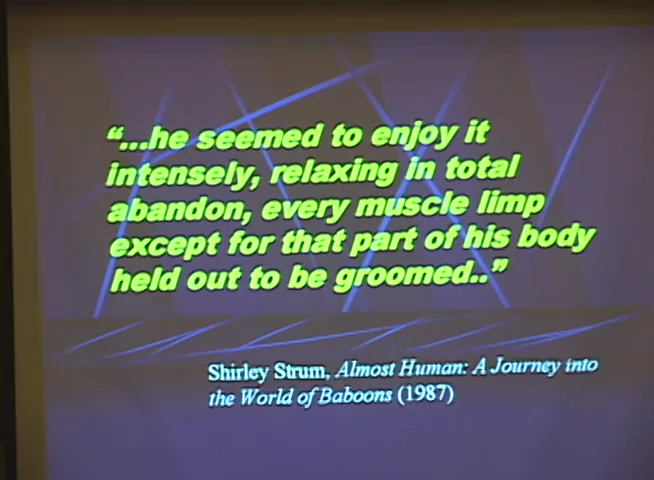 “...he seemed to enjoy it
intensely, relaxing in total
abandon, every muscle limp
except for that part of his body
held out to be groomed..”
Shirley Strum, Almost Human: A Journey into
the World of Baboons (1987)